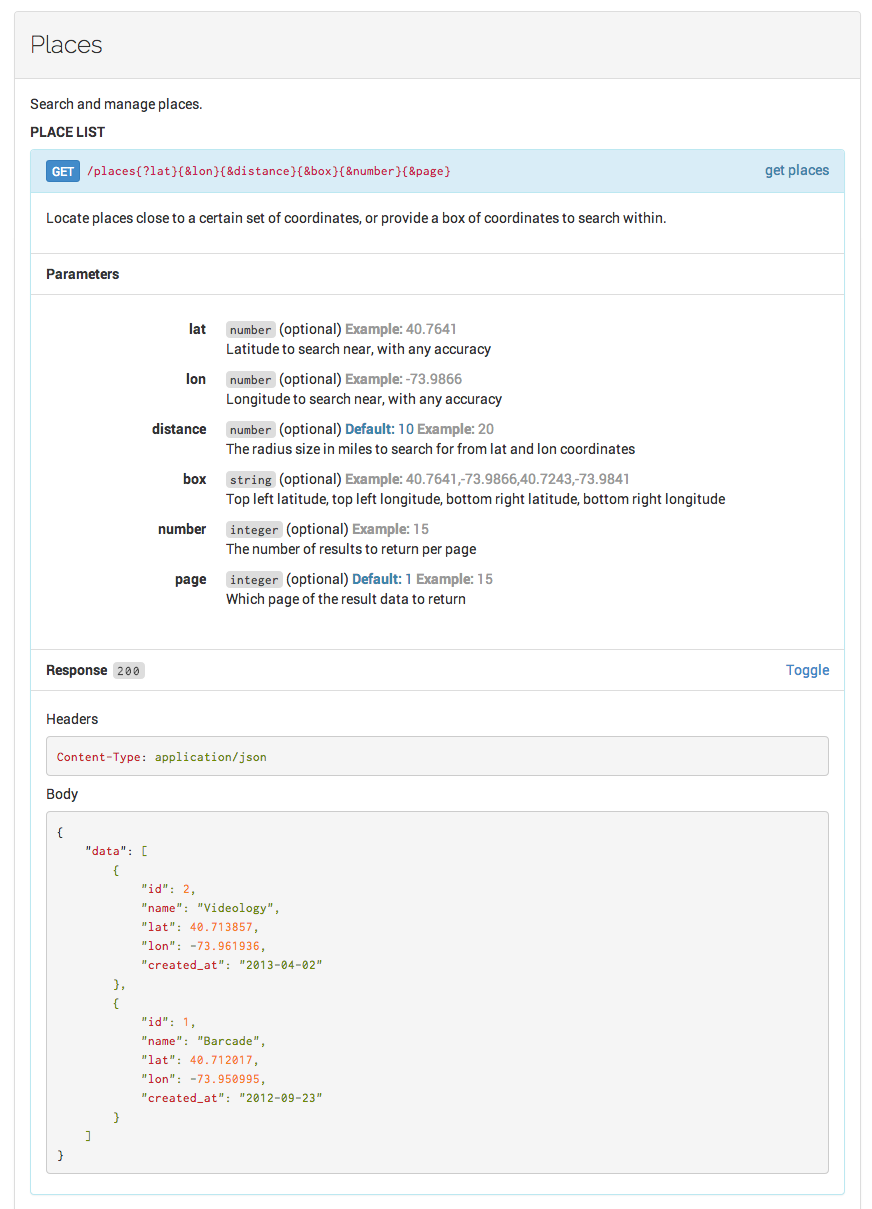 Places
Search and manage places.
PLACE LIST
GET /places{?lat}{&lon}{&distance}{&box}{&number}{&page} get places
Locate places close to a certain set of coordinates, or provide a box of coordinates to search within.
Parameters
lat number (optional) Example: 40.7641
Latitude to search near, with any accuracy
lon number (optional) Example: -73.9866
Longitude to search near, with any accuracy
distance number (optional) Default: 10 Example: 20
The radius size in miles to search for from lat and lon coordinates
box string (optional) Example: 40.7641,-73.9866,40.7243,-73.9841
Top left latitude, top left longitude, bottom right latitude, bottom right longitude
number integer (optional) Example: 15
The number of results to return per page
page integer (optional) Default: 1 Example: 15
Which page of the result data to return
Response 200 Toggle
Headers
Content-Type: application/json
Body
{
    "data": [
        {
            "id": 2,
            "name": "Videology",
            "lat": 40.713857,
            "lon": -73.961936,
            "created_at": "2013-04-02"
        },
        {
            "id": 1,
            "name": "Barcade",
            "lat": 40.712017,
            "lon": -73.950995,
            "created_at": "2012-09-23"
        }
    ]
}